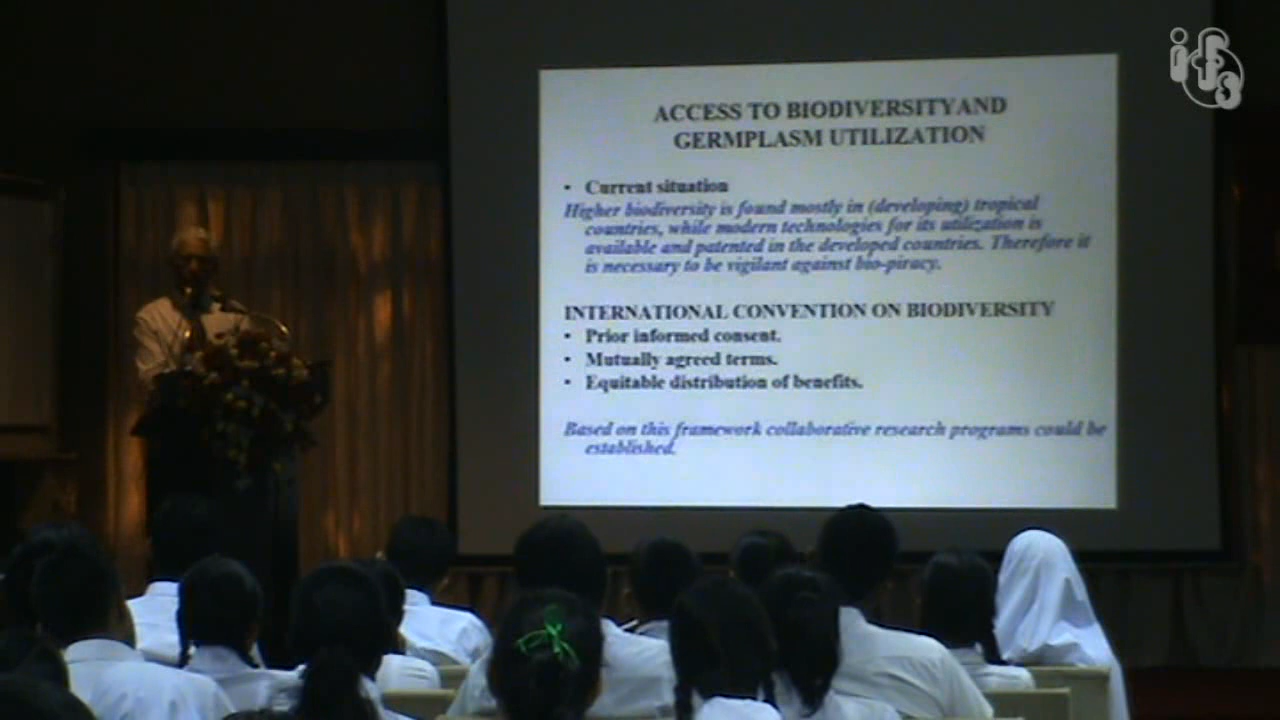 ACCESS TO BIODIVERSITY AND
GERMPLASM UTILIZATION
• Current situation
Higher biodiversity is found mostly in (developing) tropical
countries, while modern technologies for its utilization is
available and patented in the developed countries. Therefore it
is necessary to be vigilant against bio-piracy.
INTERNATIONAL CONVENTION ON BIODIVERSITY
• Prior informed consent.
• Mutually agreed terms.
• Equitable distribution of benefits.
Based on this framework collaborative research programs could be
established.